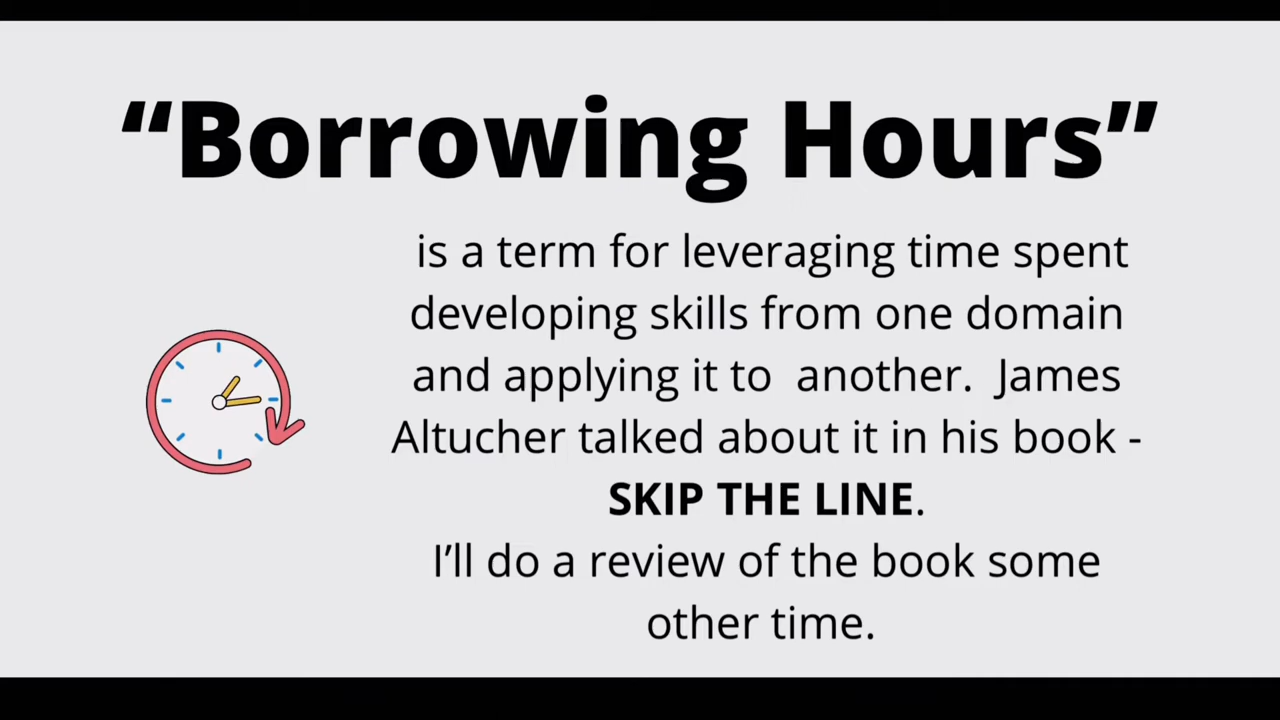 “Borrowing Hours”
is a term for leveraging time spent
developing skills from one domain
and applying it to  another.  James
Altucher talked about it in his book -
SKIP THE LINE.
I’ll do a review of the book some
other time.